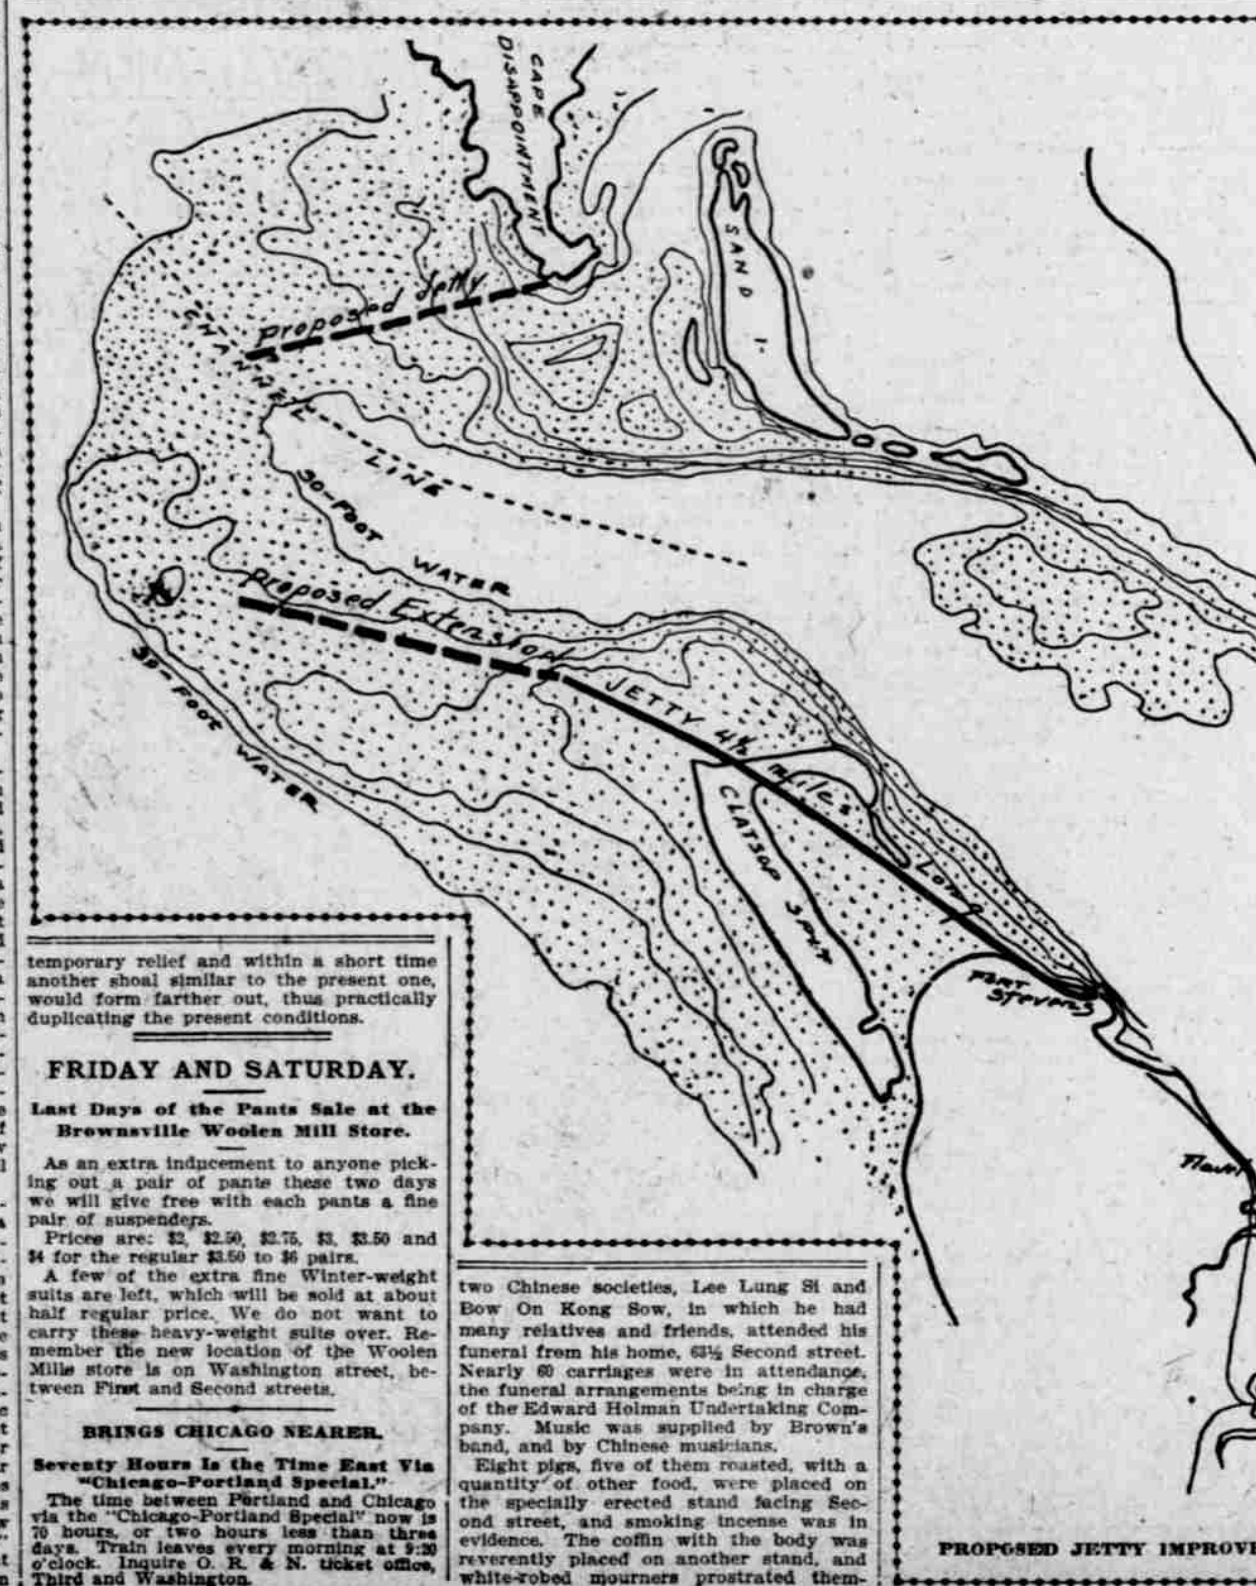 CAPE
DISAPPOINTMENT
SAND I.
Proposed Jetty
CHANNEL
LINE
30-FOOT WATER
Proposed Extension
30-FOOT WATER
JETTY 4½ miles Long
CLATSOP SPIT
FORT
STEVENS
temporary relief and within a short time
another shoal similar to the present one,
would form farther out, thus practically
duplicating the present conditions.
FRIDAY AND SATURDAY.
Last Days of the Pants Sale at the
Brownsville Woolen Mill Store.
As an extra inducement to anyone pick-
ing out a pair of pants these two days
we will give free with each pants a fine
pair of suspenders.
Prices are: $2, $2.50, $2.75, $3, $3.50 and
$4 for the regular $3.50 to $6 pairs.
A few of the extra fine Winter-weight
suits are left, which will be sold at about
half regular price. We do not want to
carry these heavy-weight suits over. Re-
member the new location of the Woolen
Mills store is on Washington street, be-
tween First and Second streets.
BRINGS CHICAGO NEARER.
Seventy Hours Is the Time East Via
"Chicago-Portland Special."
The time between Portland and Chicago
via the "Chicago-Portland Special" now is
70 hours, or two hours less than three
days. Train leaves every morning at 9:20
o'clock. Inquire O. R. & N. ticket office,
Third and Washington.
two Chinese societies, Lee Lung Si and
Bow On Kong Sow, in which he had
many relatives and friends, attended his
funeral from his home, 63½ Second street.
Nearly 60 carriages were in attendance,
the funeral arrangements being in charge
of the Edward Holman Undertaking Com-
pany. Music was supplied by Brown's
band, and by Chinese musicians.
Eight pigs, five of them roasted, with a
quantity of other food, were placed on
the specially erected stand facing Sec-
ond street, and smoking incense was in
evidence. The coffin with the body was
reverently placed on another stand, and
white-robed mourners prostrated them-
PROPOSED JETTY IMPROVE